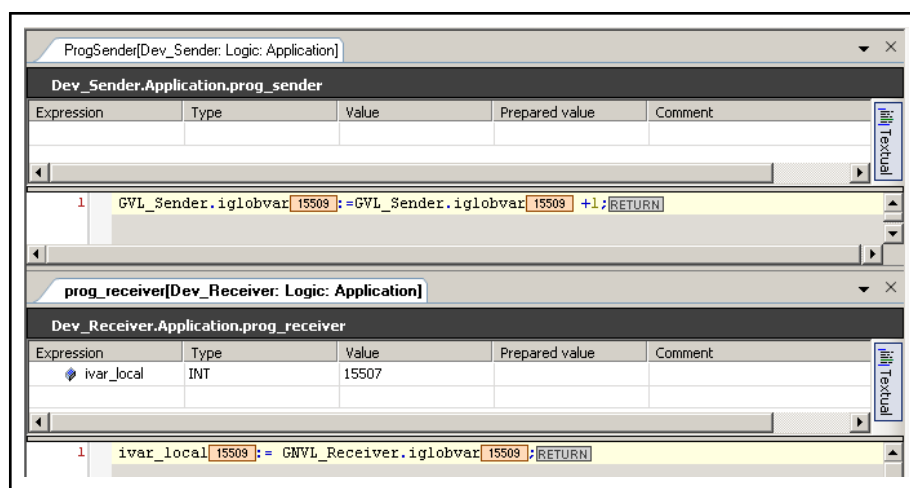 ProgSender[Dev_Sender: Logic: Application]
Dev_Sender.Application.prog_sender
Expression Type Value Prepared value Comment
Textual
1 GVL_Sender.iglobvar 15509 :=GVL_Sender.iglobvar 15509 +1;RETURN
prog_receiver[Dev_Receiver: Logic: Application]
Dev_Receiver.Application.prog_receiver
Expression Type Value Prepared value Comment
ivar_local INT 15507
Textual
1 ivar_local 15509 := GNVL_Receiver.iglobvar 15509 ;RETURN